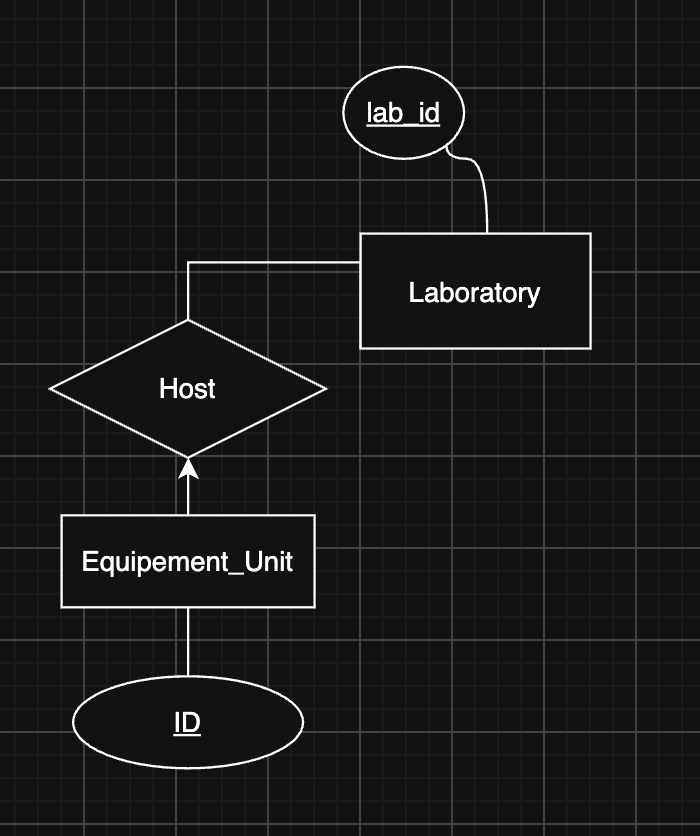 lab_id
Laboratory
Host
Equipement_Unit
ID